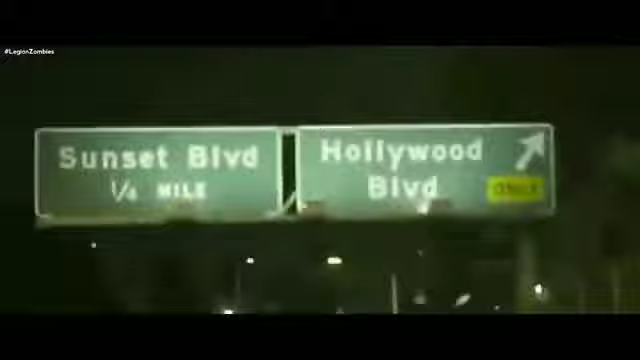 #LegionZombies
Sunset Blvd
1/4 MILE
Hollywood
Blvd
ONLY